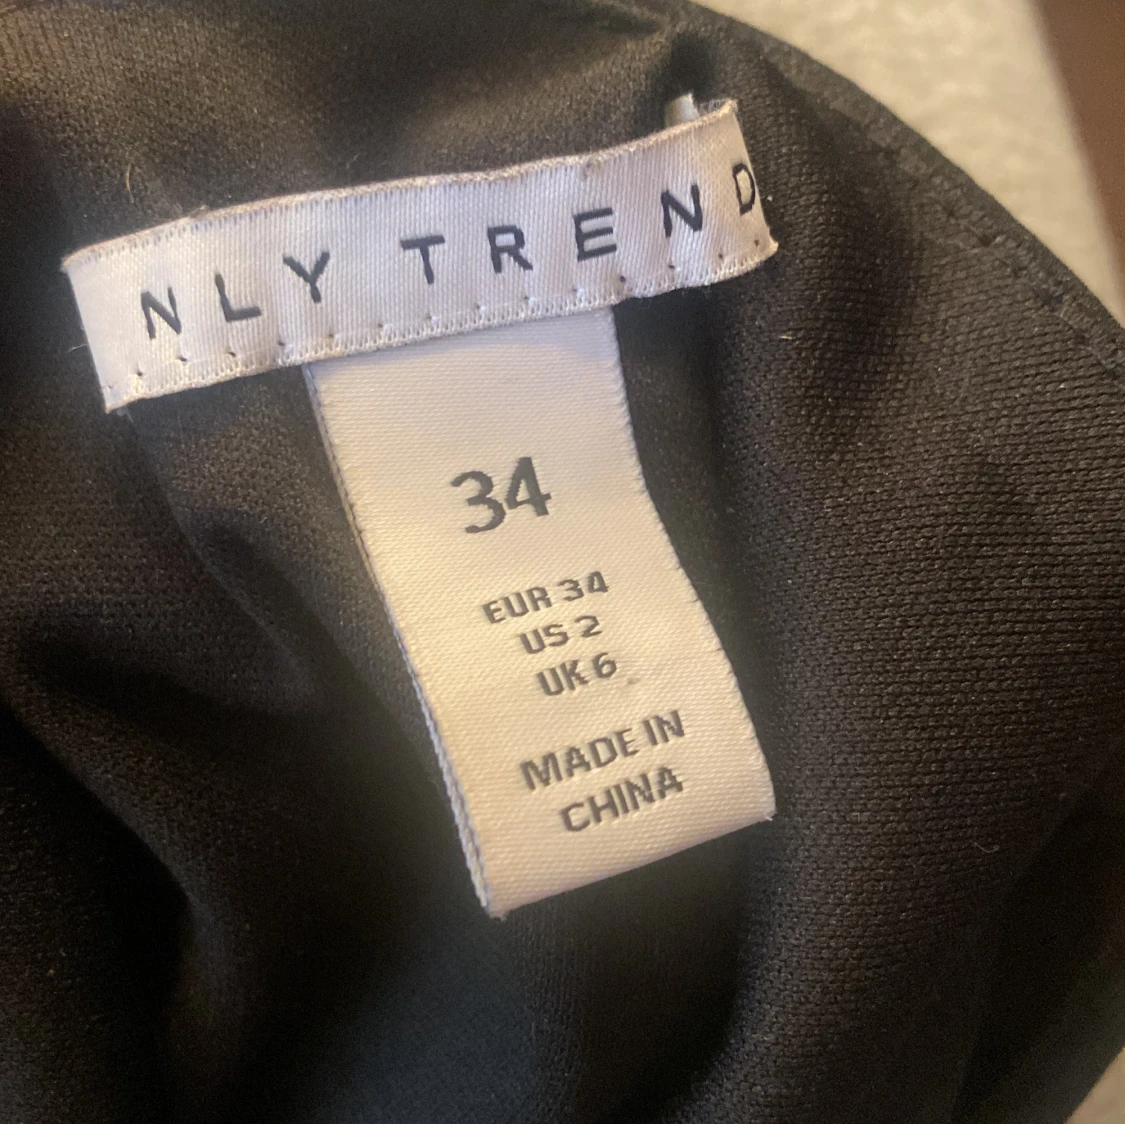 NLY TREND
34
EUR 34
US 2
UK 6
MADE IN
CHINA